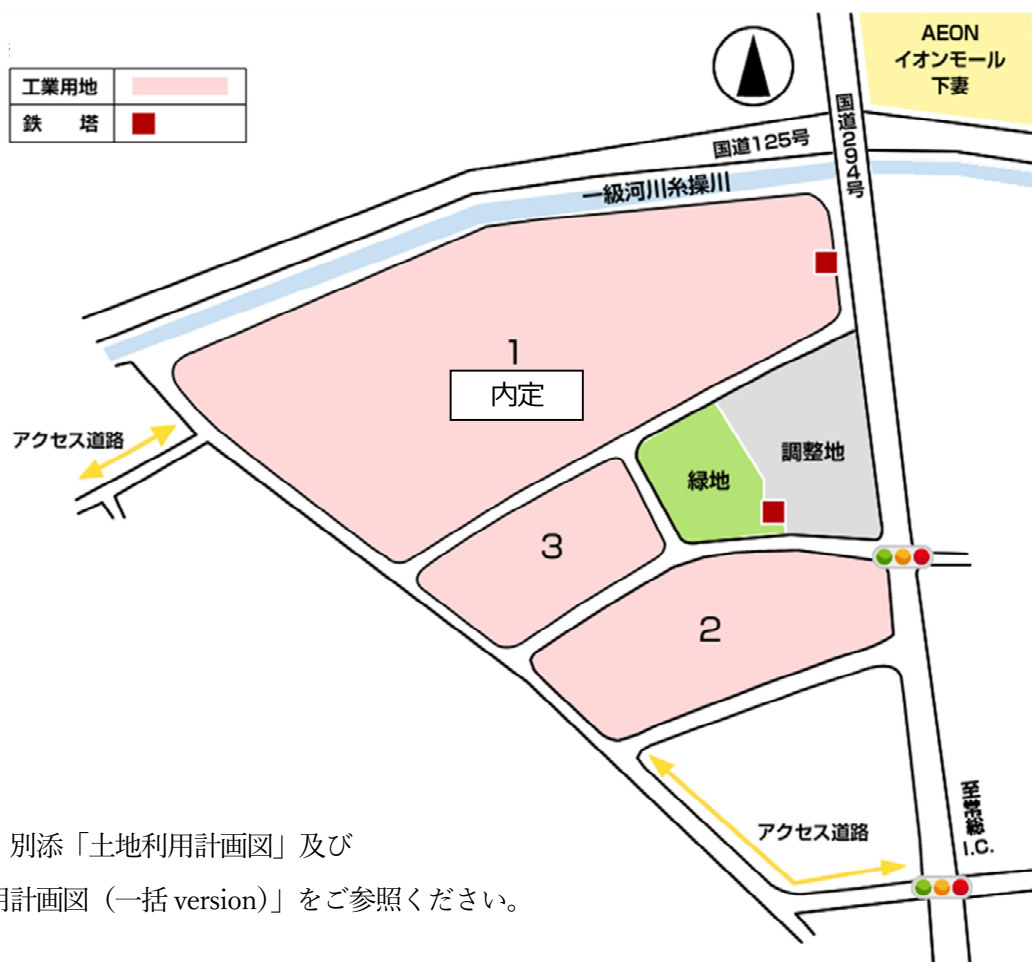 AEON
イオンモール
下妻
工業用地
鉄 塔
国道294号
国道125号
一級河川糸操川
1
内定
アクセス道路
調整地
緑地
3
2
至常総
I.C.
アクセス道路
別添「土地利用計画図」及び
用計画図（一括 version）」をご参照ください。